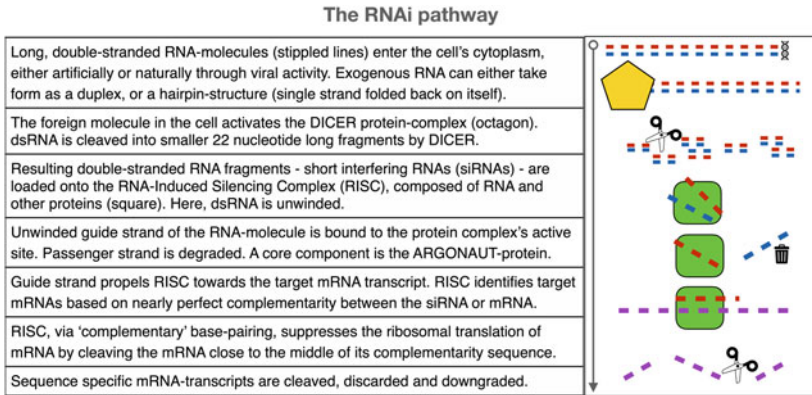 The RNAi pathway
Long, double-stranded RNA-molecules (stippled lines) enter the cell's cytoplasm,
either artificially or naturally through viral activity. Exogenous RNA can either take
form as a duplex, or a hairpin-structure (single strand folded back on itself).
The foreign molecule in the cell activates the DICER protein-complex (octagon).
dsRNA is cleaved into smaller 22 nucleotide long fragments by DICER.
Resulting double-stranded RNA fragments - short interfering RNAs (siRNAs) - are
loaded onto the RNA-Induced Silencing Complex (RISC), composed of RNA and
other proteins (square). Here, dsRNA is unwinded.
Unwinded guide strand of the RNA-molecule is bound to the protein complex's active
site. Passenger strand is degraded. A core component is the ARGONAUT-protein.
Guide strand propels RISC towards the target mRNA transcript. RISC identifies target
mRNAs based on nearly perfect complementarity between the siRNA or mRNA.
RISC, via 'complementary' base-pairing, suppresses the ribosomal translation of
mRNA by cleaving the mRNA close to the middle of its complementarity sequence.
Sequence specific mRNA-transcripts are cleaved, discarded and downgraded.